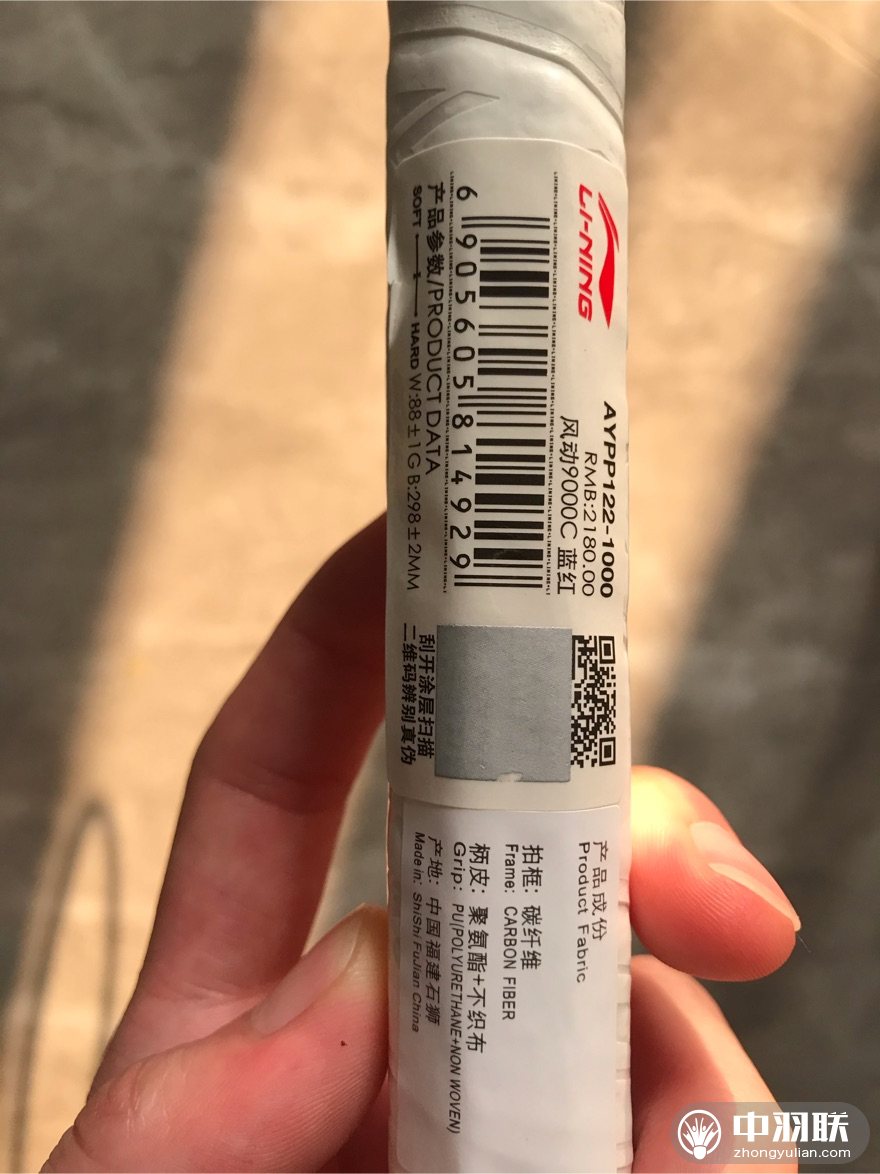 LI-NING
AYPP122-1000
RMB:2180.00
风动9000C 蓝红
6 905605 814929
产品参数/PRODUCT DATA
SOFT 1 HARD W:88±1G B:298±2MM
刮开涂层扫描
二维码辨别真伪
产品成份
Product Fabric
拍框：碳纤维
Frame: CARBON FIBER
柄皮：聚氨酯+不织布
Grip: PU(POLYURETHANE+NON WOVEN)
产地：中国福建石狮
Made in: ShiShi FuJian China
中羽联
zhongyulian.com